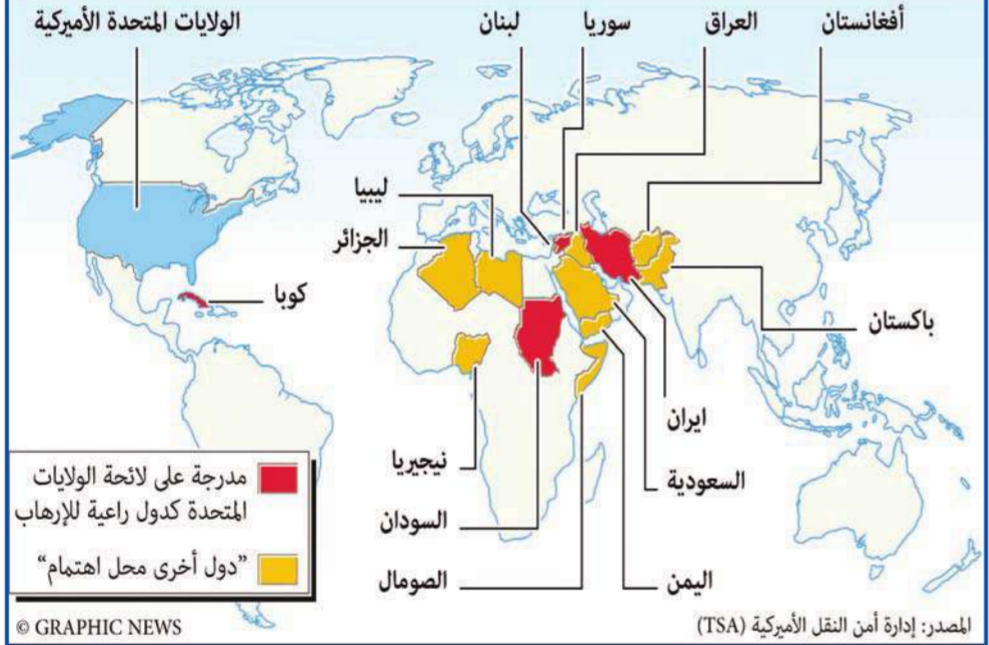 أفغانستان
العراق
سوريا
لبنان
الولايات المتحدة الأميركية
ليبيا
الجزائر
كوبا
باكستان
ايران
السعودية
اليمن
نيجيريا
السودان
الصومال
مدرجة على لائحة الولايات
المتحدة كدول راعية للإرهاب
”دول أخرى محل اهتمام“
المصدر: إدارة أمن النقل الأميركية (TSA)
© GRAPHIC NEWS